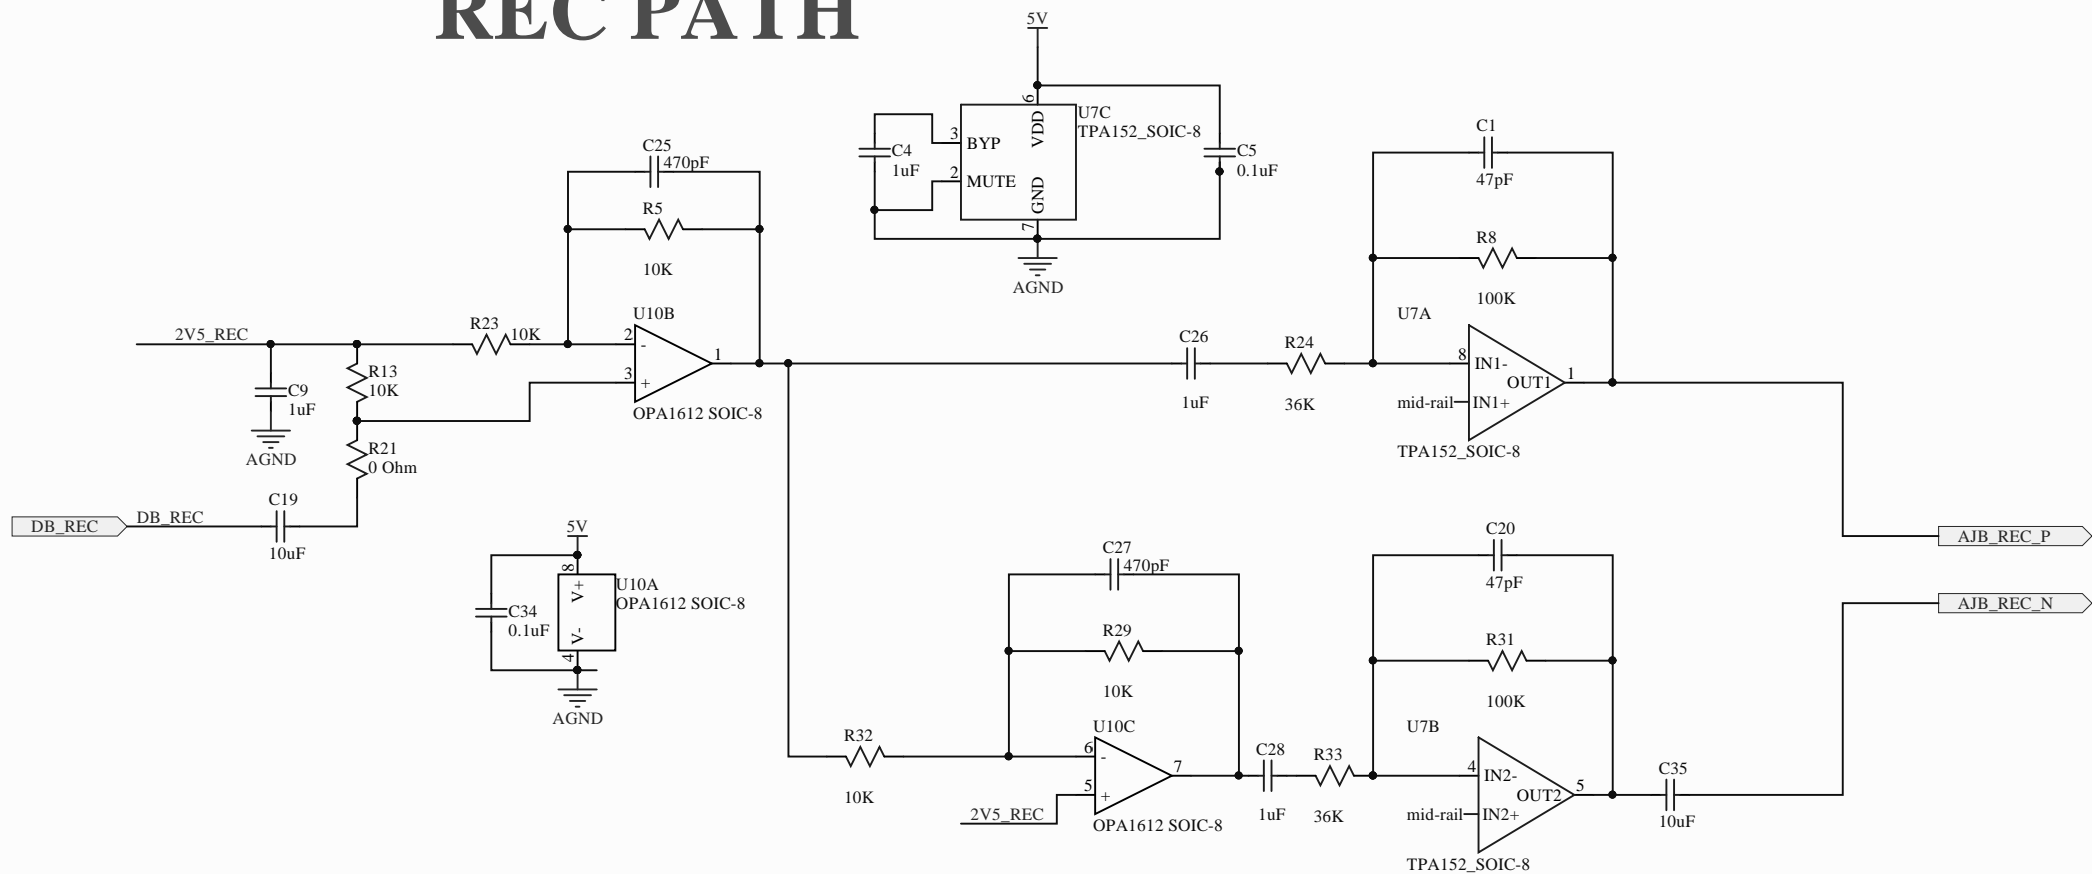 REC PATH
5V
6
U7C
TPA152_SOIC-8
VDD
3
BYP
2
MUTE
GND
7
C4
1uF
C5
0.1uF
AGND
C25
470pF
R5
10K
U10B
2V5_REC
R23
10K
2
-
1
3
+
OPA1612 SOIC-8
R13
10K
C9
1uF
AGND
R21
0 Ohm
C19
10uF
DB_REC
DB_REC
C1
47pF
R8
100K
U7A
C26
1uF
R24
36K
8
IN1-
OUT1
1
mid-rail
IN1+
TPA152_SOIC-8
AJB_REC_P
5V
8
V+
U10A
OPA1612 SOIC-8
C34
0.1uF
V-
4
AGND
C27
470pF
R29
10K
U10C
R32
10K
6
-
7
5
+
2V5_REC
OPA1612 SOIC-8
C28
1uF
R33
36K
C20
47pF
R31
100K
U7B
4
IN2-
OUT2
5
mid-rail
IN2+
TPA152_SOIC-8
C35
10uF
AJB_REC_N